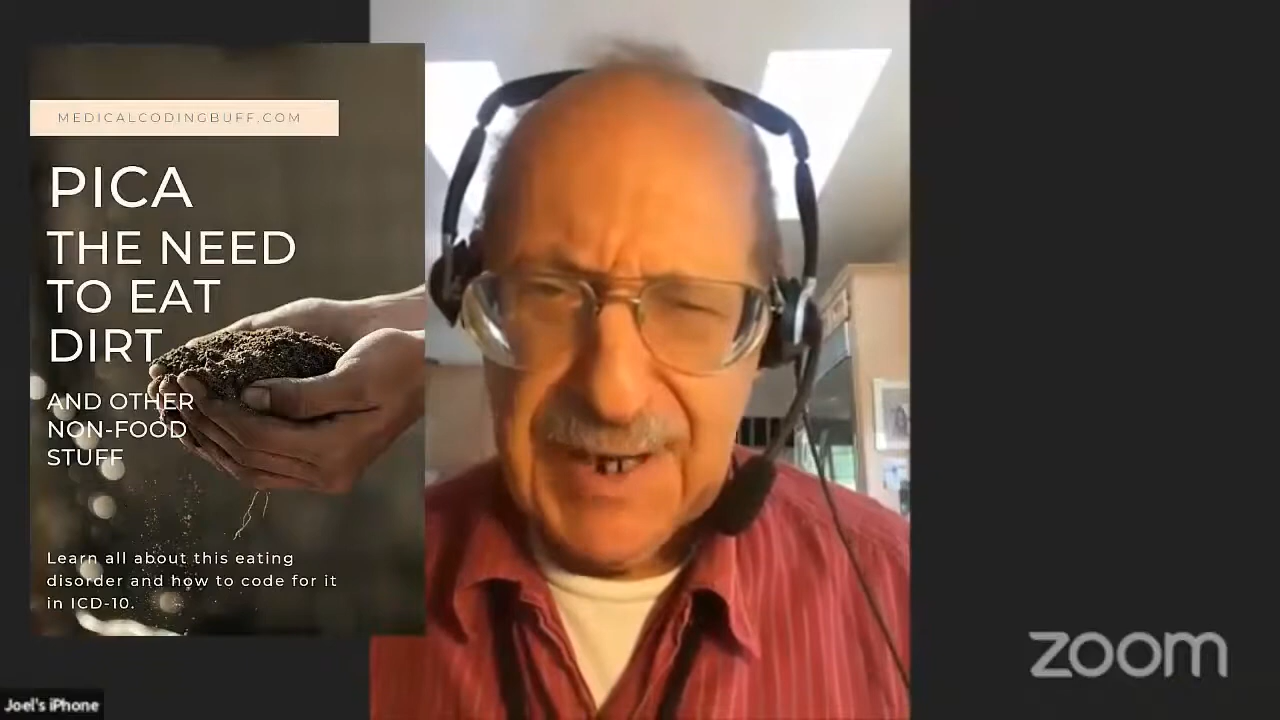 MEDICALCODINGBUFF.COM
PICA
THE NEED
TO EAT
DIRT
AND OTHER
NON-FOOD
STUFF
Learn all about this eating
disorder and how to code for it
in ICD-10.
zoom
Joel's iPhone